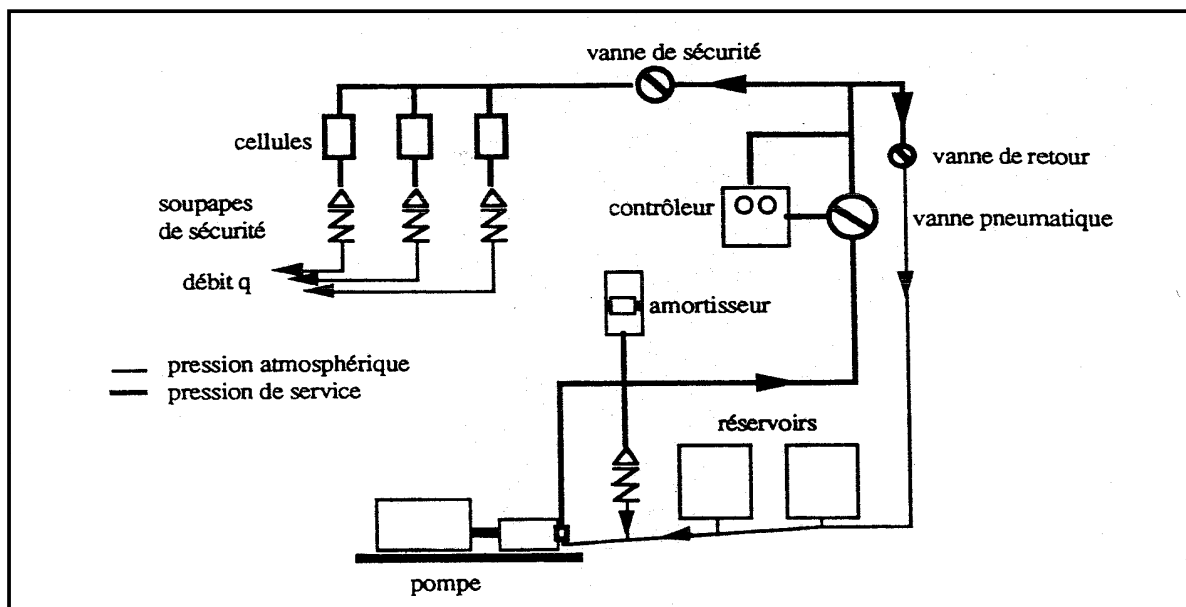 vanne de sécurité
cellules
vanne de retour
soupapes
de sécurité
contrôleur
vanne pneumatique
débit q
amortisseur
pression atmosphérique
pression de service
réservoirs
pompe